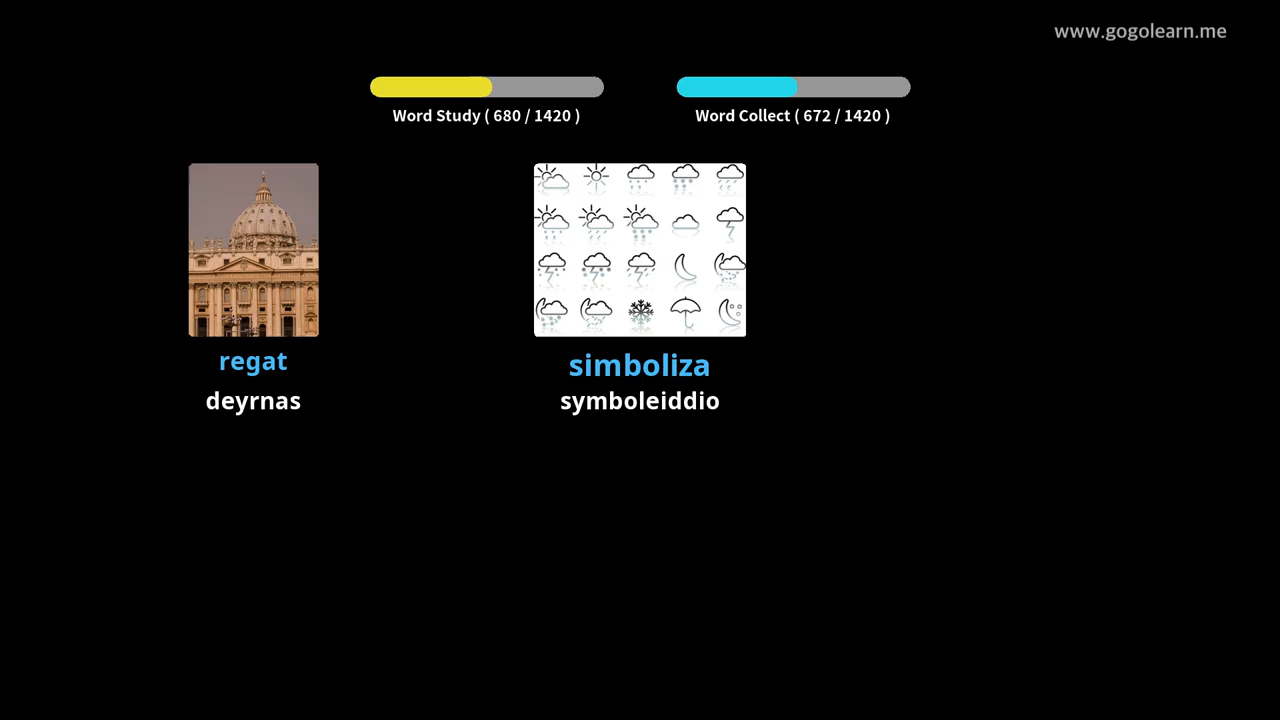 www.gogolearn.me
Word Study ( 680 / 1420 )
Word Collect ( 672 / 1420 )
regat
deyrnas
simboliza
symboleiddio